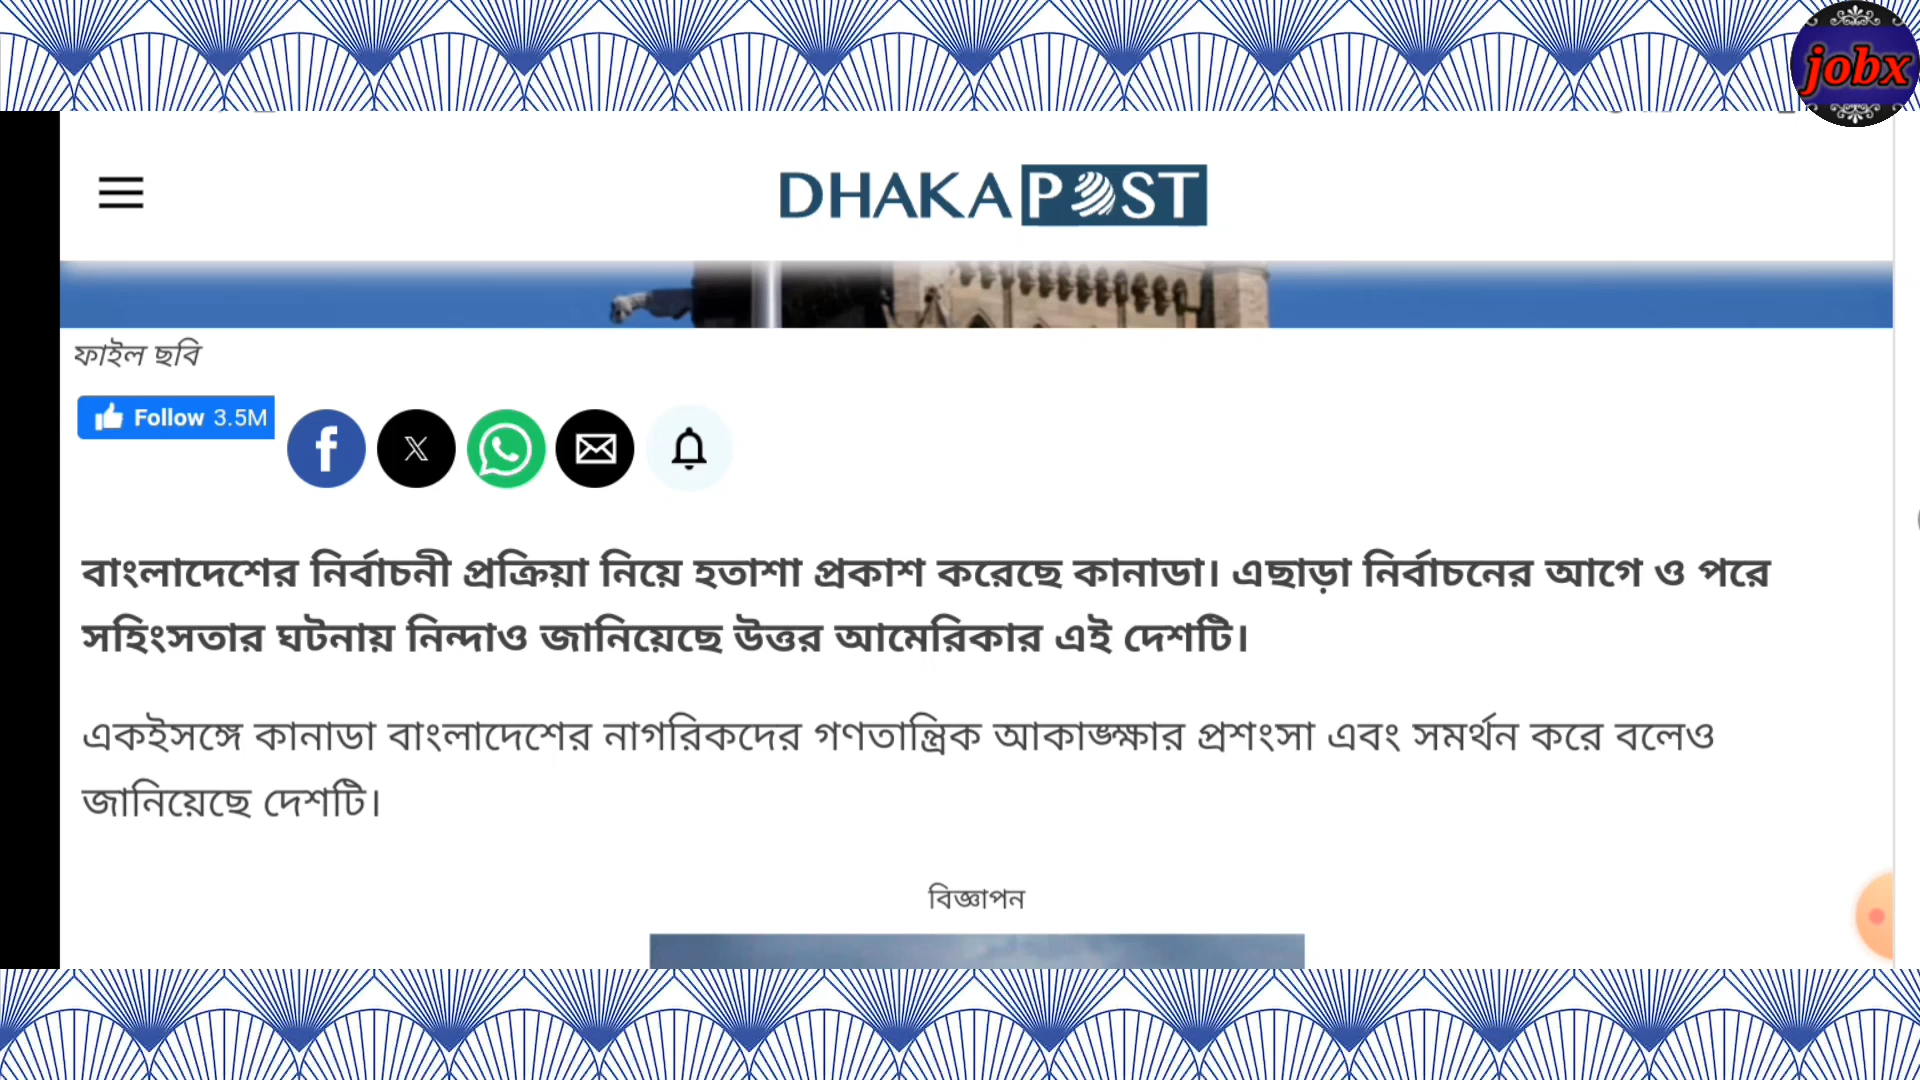 jobx
DHAKA POST
ফাইল ছবি
Follow 3.5M
বাংলাদেশের নির্বাচনী প্রক্রিয়া নিয়ে হতাশা প্রকাশ করেছে কানাডা। এছাড়া নির্বাচনের আগে ও পরে
সহিংসতার ঘটনায় নিন্দাও জানিয়েছে উত্তর আমেরিকার এই দেশটি।
একইসঙ্গে কানাডা বাংলাদেশের নাগরিকদের গণতান্ত্রিক আকাঙ্ক্ষার প্রশংসা এবং সমর্থন করে বলেও
জানিয়েছে দেশটি।
বিজ্ঞাপন